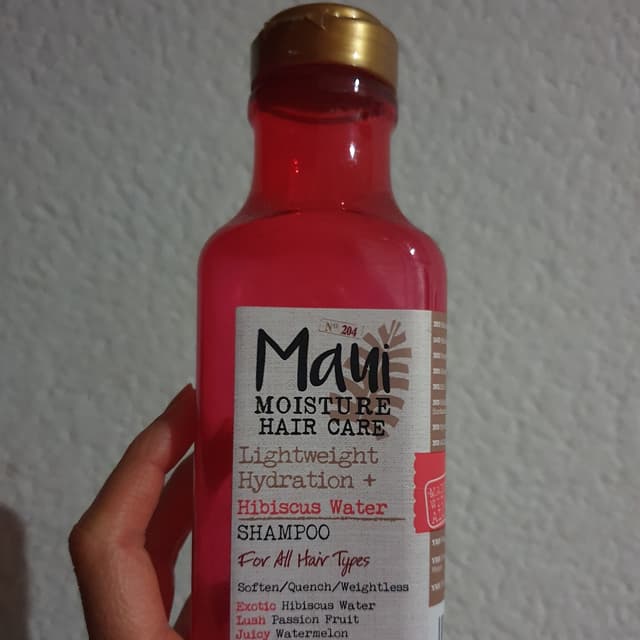 Nº 204
Maui
MOISTURE
HAIR CARE
Lightweight
Hydration +
Hibiscus Water
SHAMPOO
For All Hair Types
Soften/Quench/Weightless
Exotic Hibiscus Water
Lush Passion Fruit
Juicy Watermelon